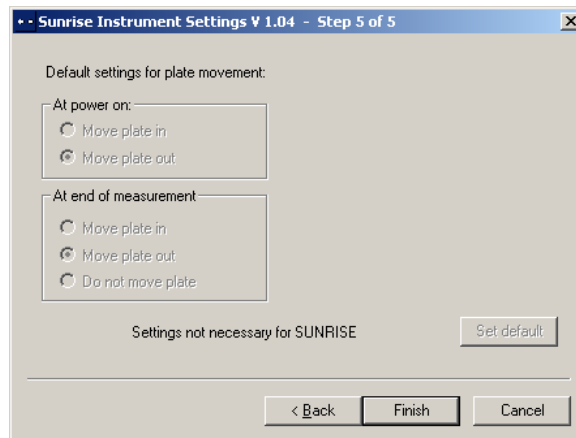 Sunrise Instrument Settings V 1.04 - Step 5 of 5
Default settings for plate movement:
At power on:
Move plate in
Move plate out
At end of measurement
Move plate in
Move plate out
Do not move plate
Settings not necessary for SUNRISE
Set default
< Back
Finish
Cancel